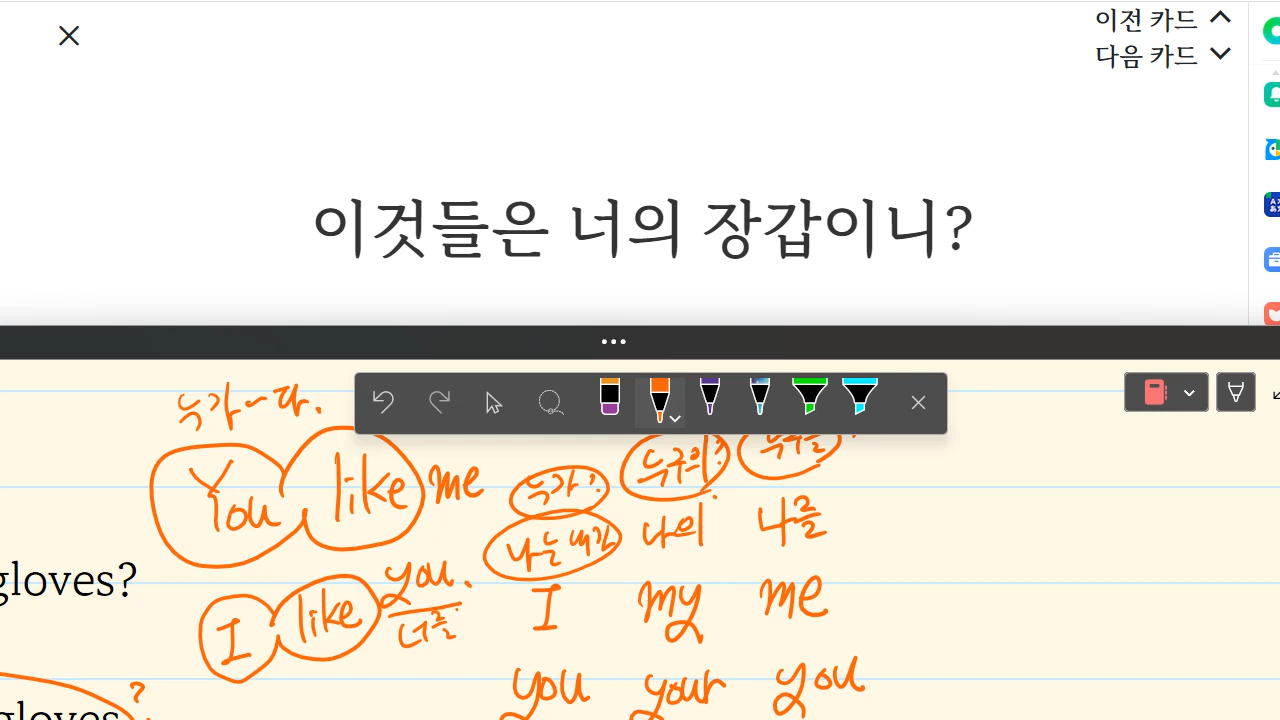 이전 카드
다음 카드
이것들은 너의 장갑이니?
누가~다.
You like me
누가? 누구의? 누구를
나는 내가 나의 나를
gloves?
I like you.
너를
I my me
you your you
gloves ?